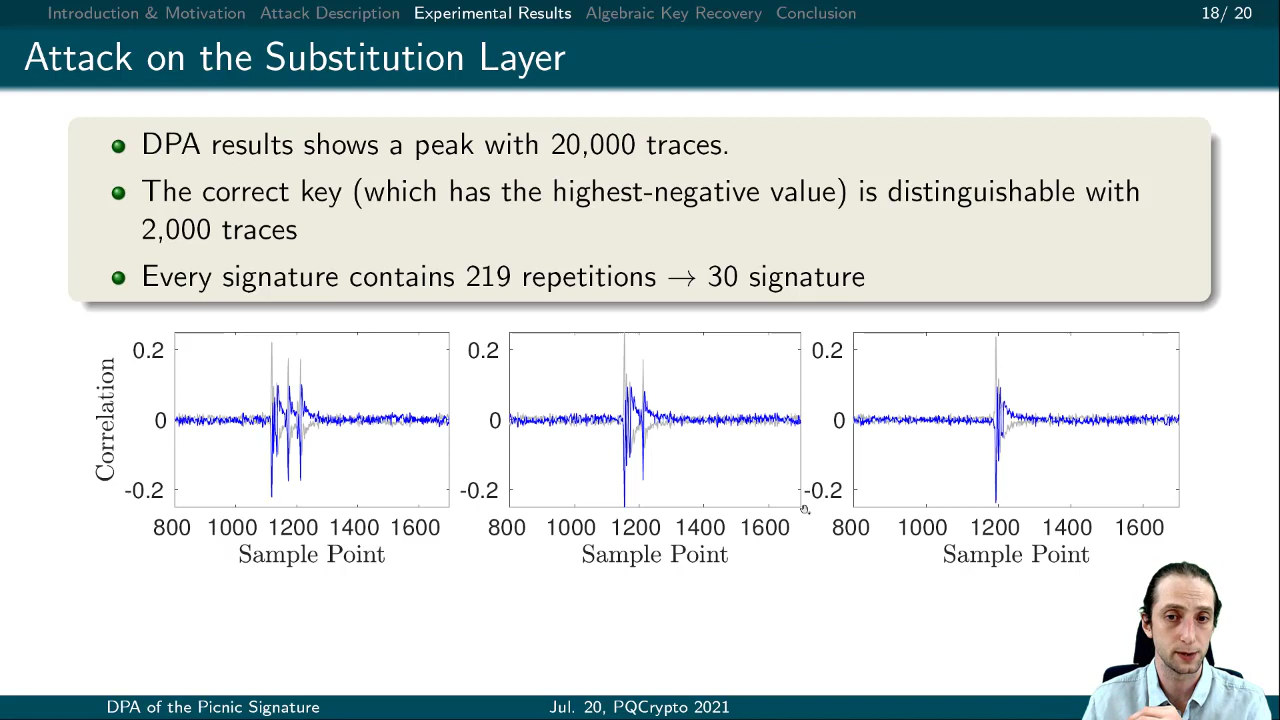 Introduction & Motivation Attack Description Experimental Results Algebraic Key Recovery Conclusion 18/ 20
Attack on the Substitution Layer
DPA results shows a peak with 20,000 traces.
The correct key (which has the highest-negative value) is distinguishable with
2,000 traces
Every signature contains 219 repetitions → 30 signature
Correlation
0.2
0
-0.2
800 1000 1200 1400 1600
Sample Point
0.2
0
-0.2
800 1000 1200 1400 1600
Sample Point
0.2
0
-0.2
800 1000 1200 1400 1600
Sample Point
DPA of the Picnic Signature Jul. 20, PQCrypto 2021